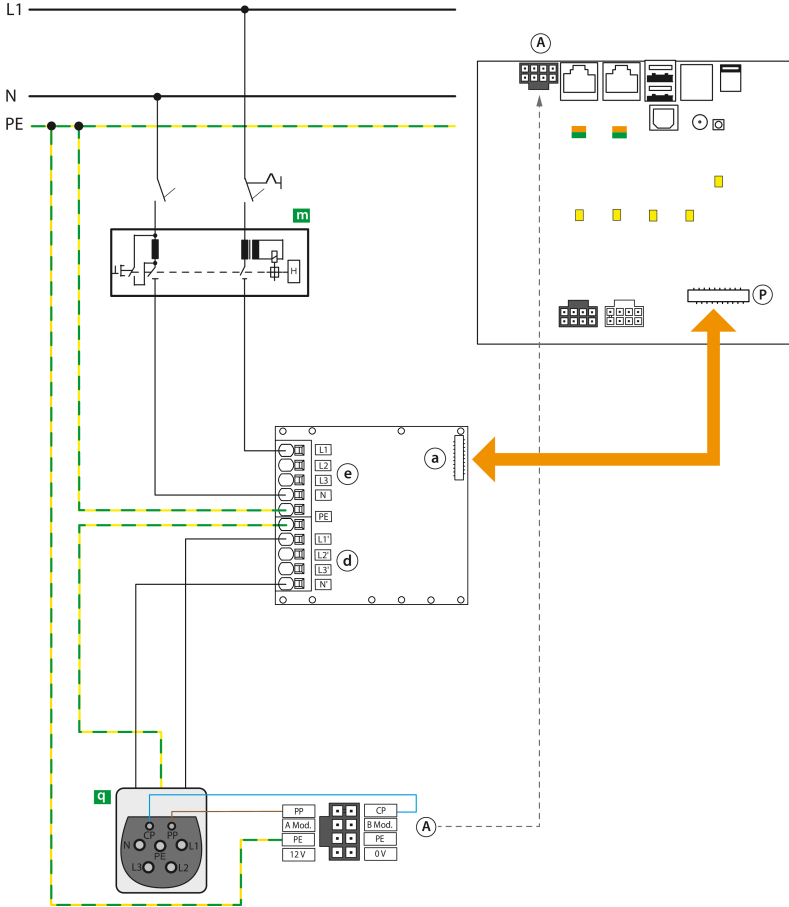 L1
A
N
PE
m
H
P
L1
L2
e
a
L3
N
PE
L1'
L2'
d
L3'
N'
q
PP CP
CP PP
A Mod. B Mod.
A
N L1
PE
PE PE
L3 L2
12 V 0 V